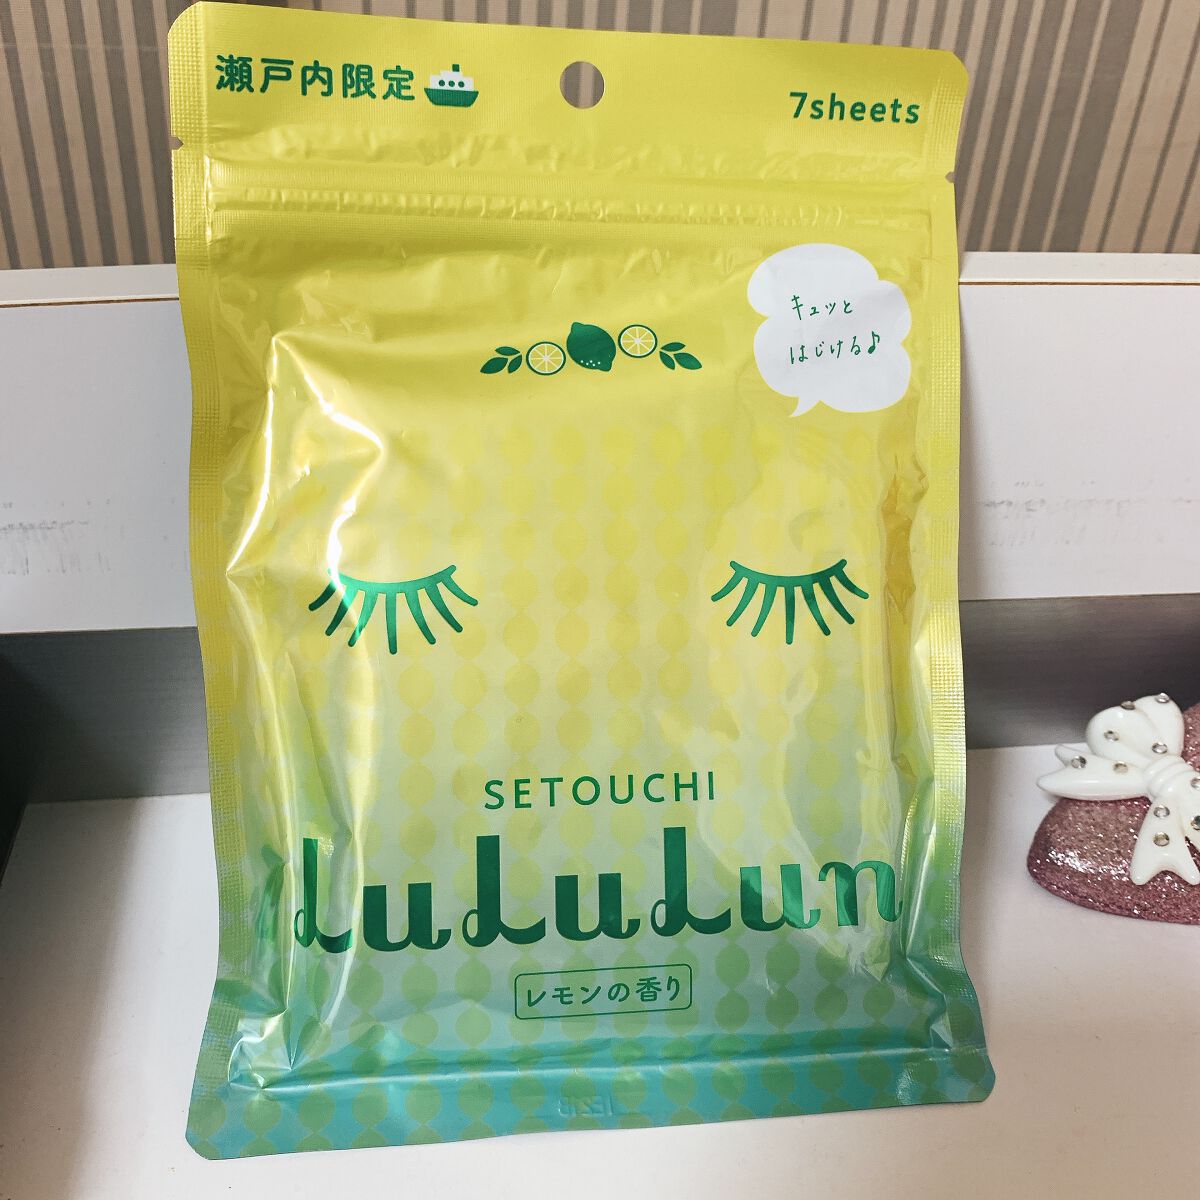 瀬戸内限定
7sheets
キュッと
はじける♪
SETOUCHI
LuLuLun
レモンの香り